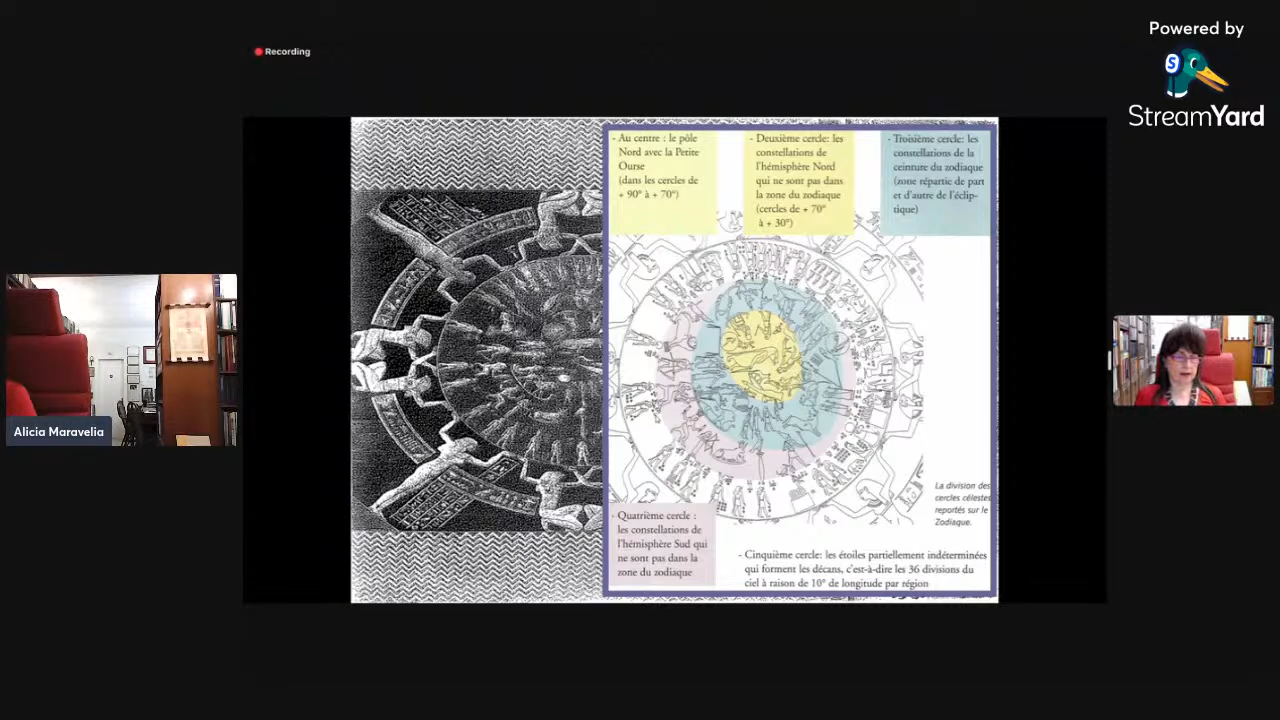 Recording
Powered by
StreamYard
- Au centre : le pôle
Nord avec la Petite
Ourse
(dans les cercles de
+ 90° à + 70°)
- Deuxième cercle: les
constellations de
l'hémisphère Nord
qui ne sont pas dans
la zone du zodiaque
(cercles de + 70°
à + 30°)
- Troisième cercle: les
constellations de la
ceinture du zodiaque
(zone répartie de part
et d'autre de l'éclip-
tique)
Alicia Maravelia
La division des
cercles célestes
reportés sur le
Zodiaque.
- Quatrième cercle :
les constellations de
l'hémisphère Sud qui
ne sont pas dans la
zone du zodiaque
- Cinquième cercle: les étoiles partiellement indéterminées
qui forment les décans, c'est-à-dire les 36 divisions du
ciel à raison de 10° de longitude par région